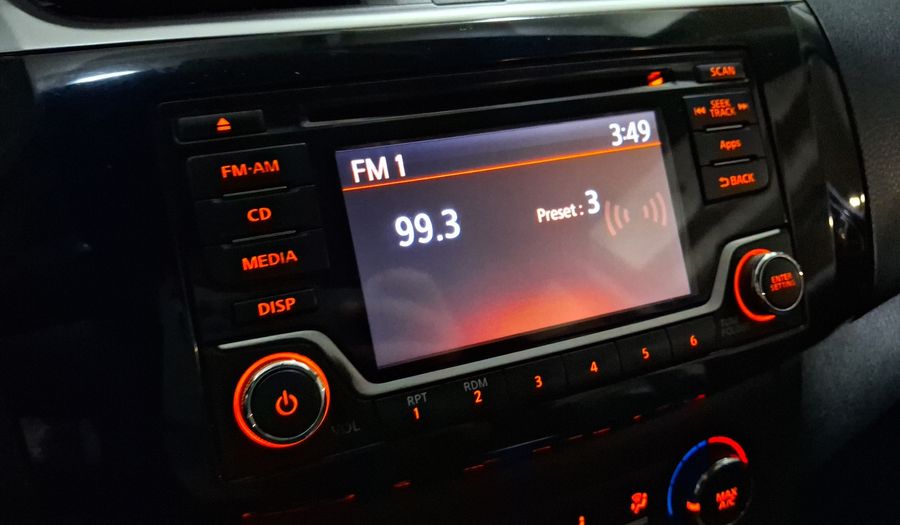 SCAN
SEEK
TRACK
FM-AM
Apps
BACK
CD
MEDIA
DISP
FM 1
3:49
99.3
Preset : 3
ENTER
SETTING
VOL
RPT
1
RDM
2
3
4
5
6
MAX
A/C